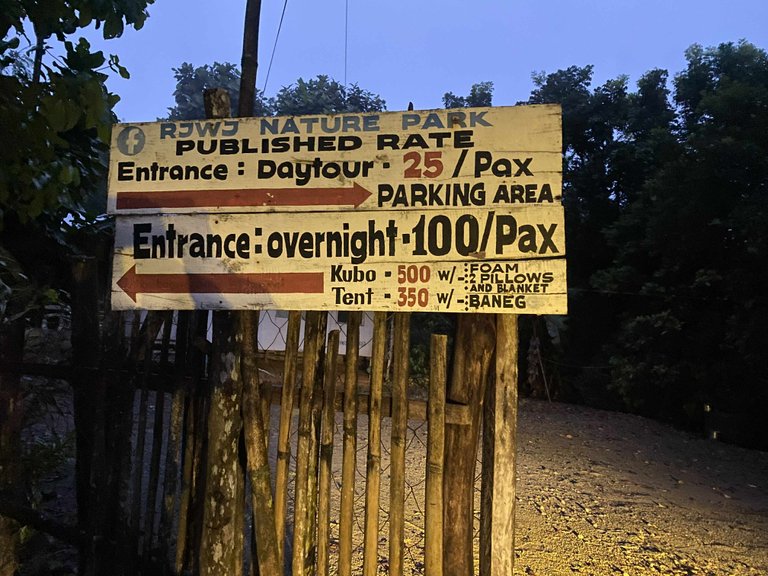 f RJWJ NATURE PARK
PUBLISHED RATE
Entrance : Daytour - 25 / Pax
PARKING AREA
Entrance : overnight - 100/Pax
Kubo - 500 w/- FOAM
2 PILLOWS
AND BLANKET
Tent - 350 w/- BANEG